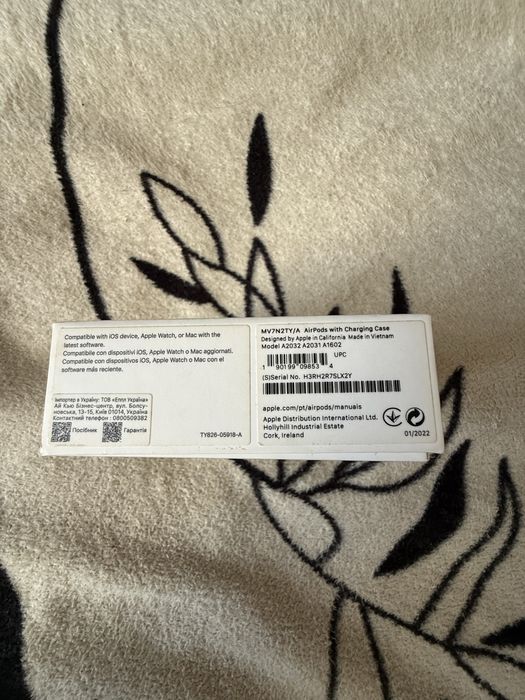 Compatible with iOS device, Apple Watch, or Mac with the
latest software.
Compatibile con dispositivi iOS, Apple Watch o Mac aggiornati.
Compatible con dispositivos iOS, Apple Watch o Mac con el
software más reciente.
Імпортер в Україну: ТОВ «Епл Україна»
Ай Кью Бізнес-центр, вул. Болсу-
новська, 13-15, Київ 01014, Україна
Контактний телефон : 0800509382
Посібник
Гарантія
TY826-05918-A
MV7N2TY/A AirPods with Charging Case
Designed by Apple in California Made in Vietnam
Model A2032 A2031 A1602
UPC
1 90199 09853 4
(S)Serial No. H3RH2R7SLX2Y
apple.com/pt/airpods/manuais
Apple Distribution International Ltd.
Hollyhill Industrial Estate
Cork, Ireland
01/2022